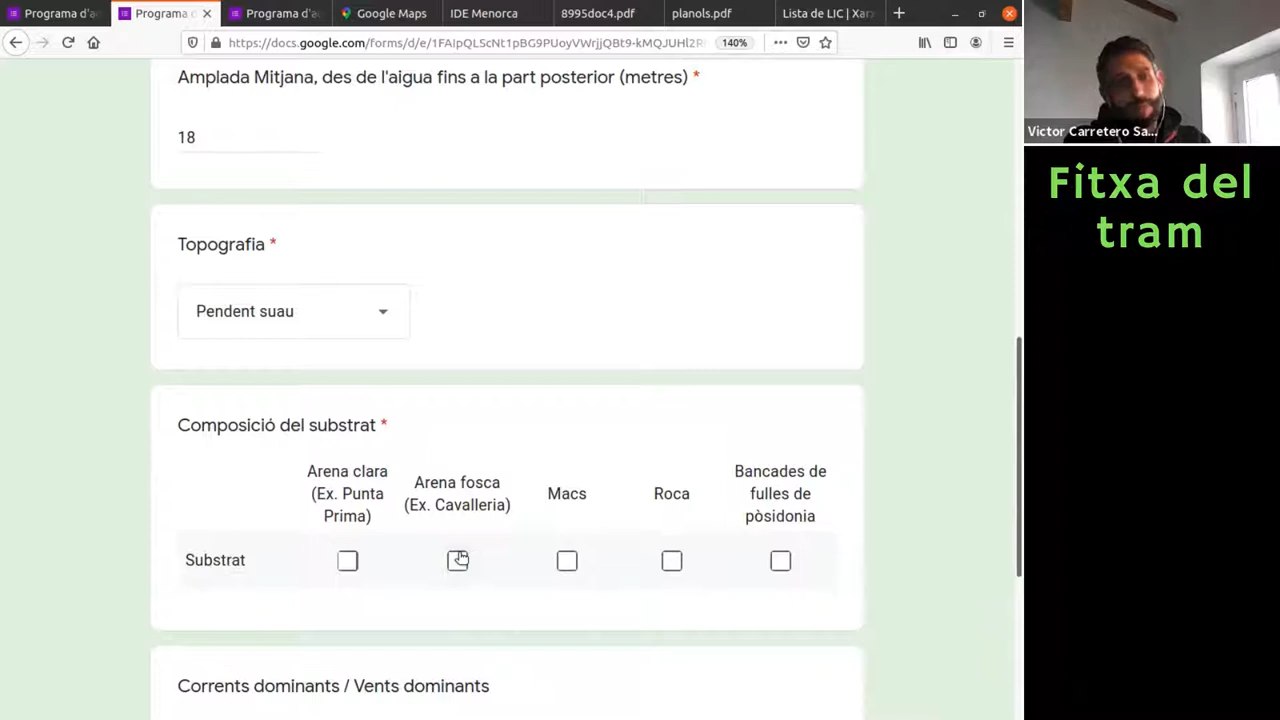 Programa d'a
Programa d
Programa d'a
Google Maps
IDE Menorca
8995doc4.pdf
planols.pdf
Lista de LIC | Xar
https://docs.google.com/forms/d/e/1FAIpQLScNt1pBG9PUoyVWrjjQBt9-kMQJUHl2R
140%
Victor Carretero Sa...
Fitxa del
tram
Amplada Mitjana, des de l'aigua fins a la part posterior (metres) *
18
Topografia *
Pendent suau
Composició del substrat *
Arena clara
(Ex. Punta
Prima)
Arena fosca
(Ex. Cavalleria)
Macs
Roca
Bancades de
fulles de
pòsidonia
Substrat
Corrents dominants / Vents dominants